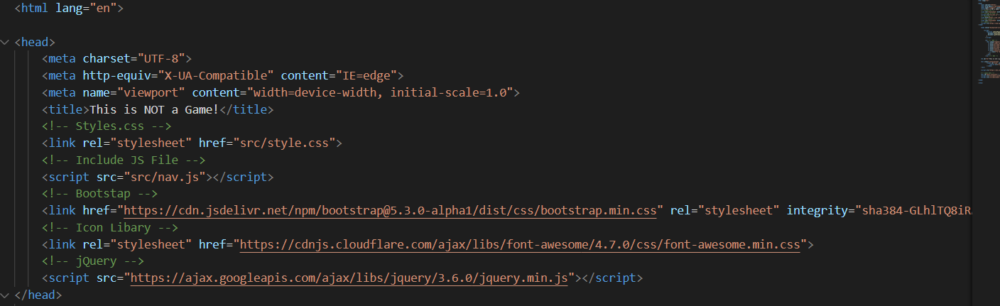 <html lang="en">
<head>
<meta charset="UTF-8">
<meta http-equiv="X-UA-Compatible" content="IE=edge">
<meta name="viewport" content="width=device-width, initial-scale=1.0">
<title>This is NOT a Game!</title>
<!-- Styles.css -->
<link rel="stylesheet" href="src/style.css">
<!-- Include JS File -->
<script src="src/nav.js"></script>
<!-- Bootstap -->
<link href="https://cdn.jsdelivr.net/npm/bootstrap@5.3.0-alpha1/dist/css/bootstrap.min.css" rel="stylesheet" integrity="sha384-GLhlTQ8iR
<!-- Icon Libary -->
<link rel="stylesheet" href="https://cdnjs.cloudflare.com/ajax/libs/font-awesome/4.7.0/css/font-awesome.min.css">
<!-- jQuery -->
<script src="https://ajax.googleapis.com/ajax/libs/jquery/3.6.0/jquery.min.js"></script>
</head>